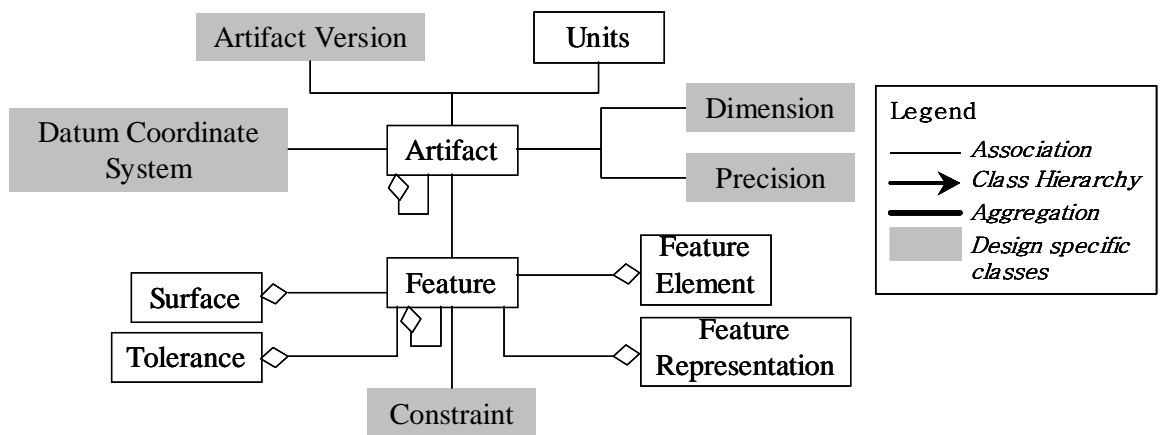 Artifact Version
Units
Datum Coordinate
System
Artifact
Dimension
Precision
Surface
Tolerance
Feature
Feature
Element
Feature
Representation
Constraint
Legend
Association
Class Hierarchy
Aggregation
Design specific
classes